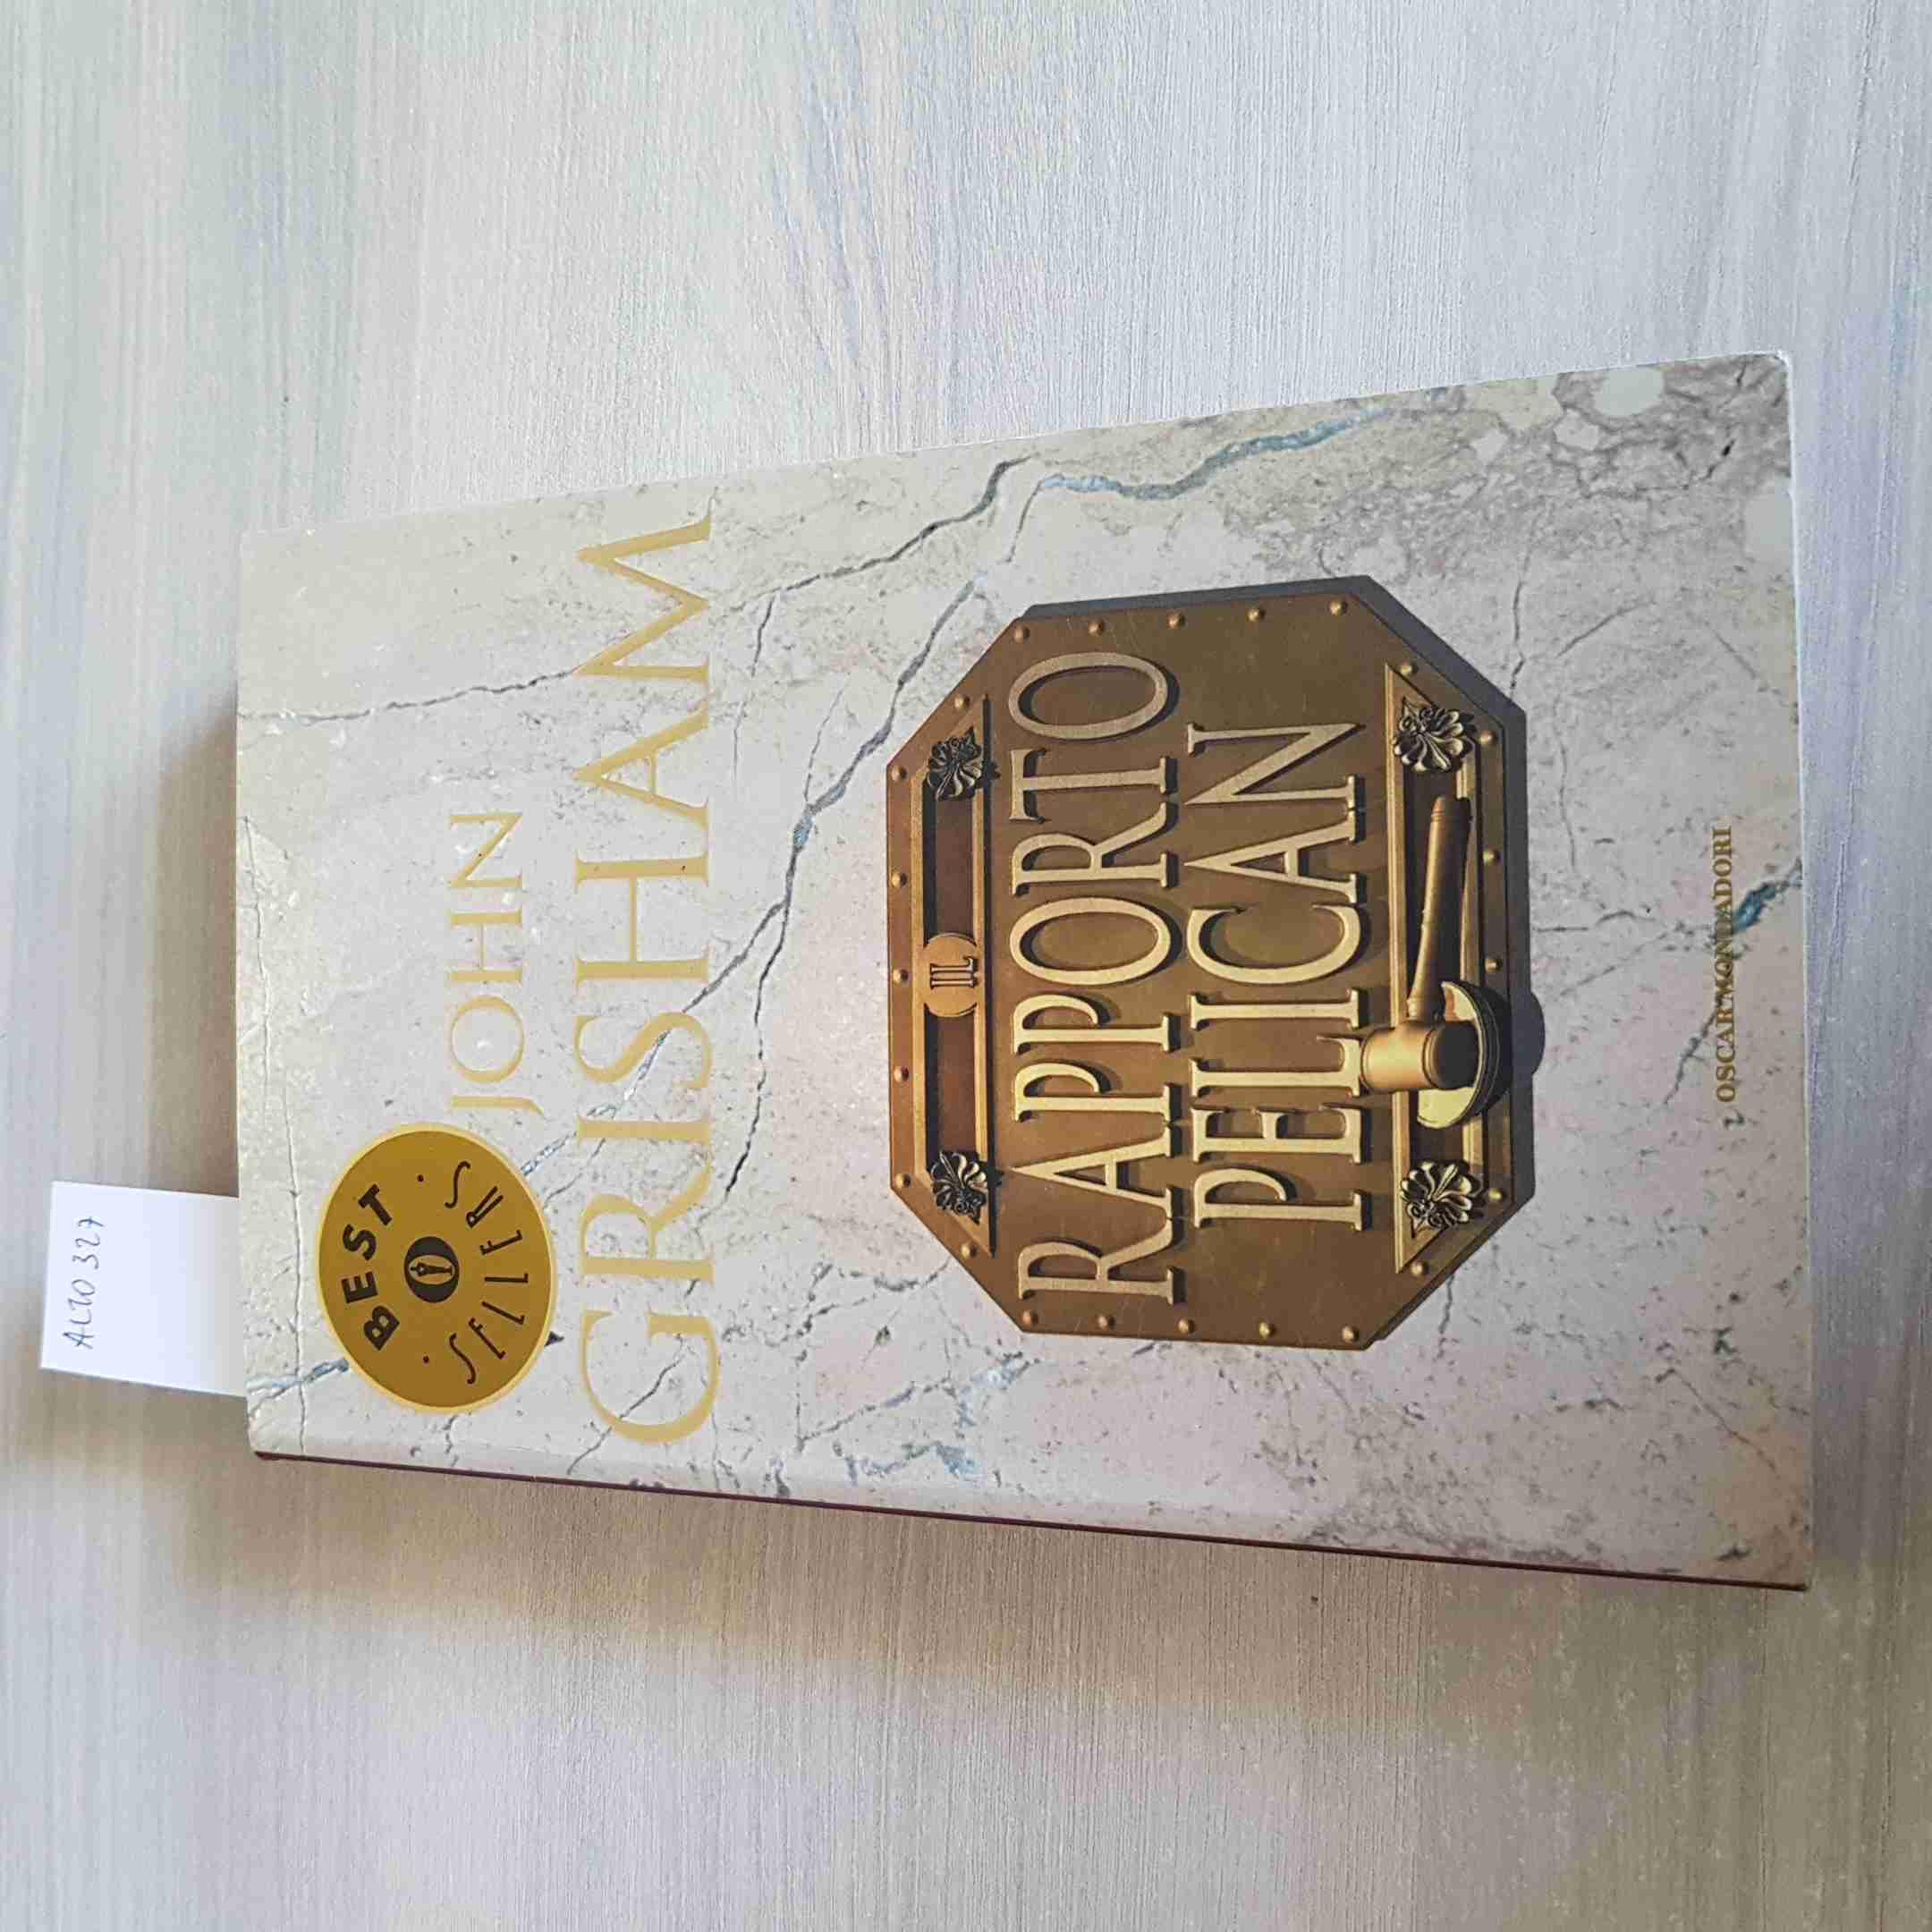 ALZO327
BEST · SELLERS ·
JOHN
GRISHAM
IL
RAPPORTO
PELICAN
OSCAR MONDADORI